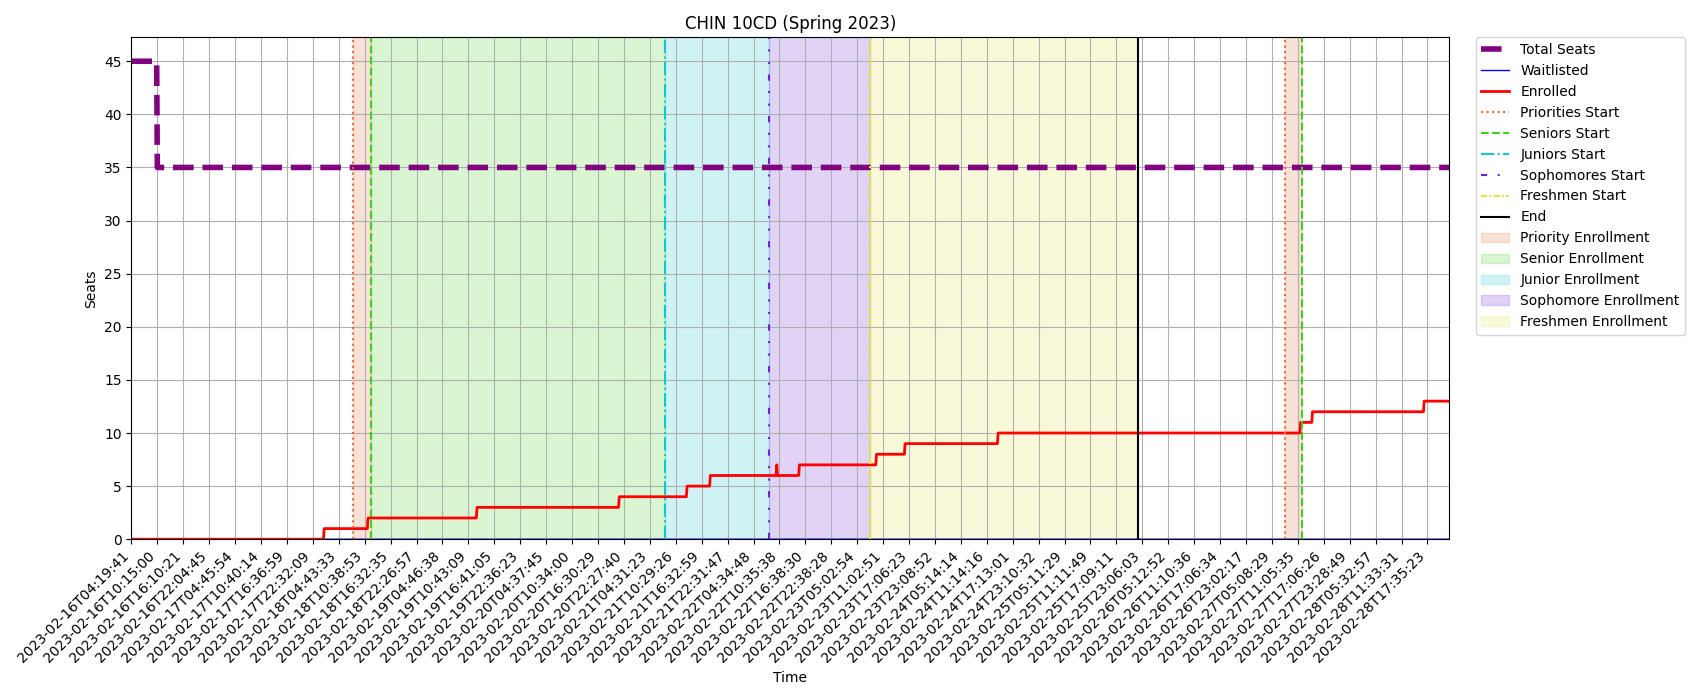 CHIN 10CD (Spring 2023)
Seats
45
40
35
30
25
20
15
10
5
0
2023-02-16T04:19:41
2023-02-16T10:15:00
2023-02-16T16:10:21
2023-02-16T22:04:45
2023-02-17T04:45:54
2023-02-17T10:40:14
2023-02-17T16:36:59
2023-02-17T22:32:09
2023-02-18T04:43:33
2023-02-18T10:38:53
2023-02-18T16:32:35
2023-02-18T22:26:57
2023-02-19T04:46:38
2023-02-19T10:43:09
2023-02-19T16:41:05
2023-02-19T22:36:23
2023-02-20T04:37:45
2023-02-20T10:34:00
2023-02-20T16:30:29
2023-02-20T22:27:40
2023-02-21T04:31:23
2023-02-21T10:29:26
2023-02-21T16:32:59
2023-02-21T22:31:47
2023-02-22T04:34:48
2023-02-22T10:35:38
2023-02-22T16:38:30
2023-02-22T22:38:28
2023-02-23T05:02:54
2023-02-23T11:02:51
2023-02-23T17:06:23
2023-02-23T23:08:52
2023-02-24T05:14:14
2023-02-24T11:14:16
2023-02-24T17:13:01
2023-02-24T23:10:32
2023-02-25T05:11:29
2023-02-25T11:11:49
2023-02-25T17:09:11
2023-02-25T23:06:03
2023-02-26T05:12:52
2023-02-26T11:10:36
2023-02-26T17:06:34
2023-02-26T23:02:17
2023-02-27T05:08:29
2023-02-27T11:05:35
2023-02-27T17:06:26
2023-02-27T23:28:49
2023-02-28T05:32:57
2023-02-28T11:33:31
2023-02-28T17:35:23
Time
Total Seats
Waitlisted
Enrolled
Priorities Start
Seniors Start
Juniors Start
Sophomores Start
Freshmen Start
End
Priority Enrollment
Senior Enrollment
Junior Enrollment
Sophomore Enrollment
Freshmen Enrollment